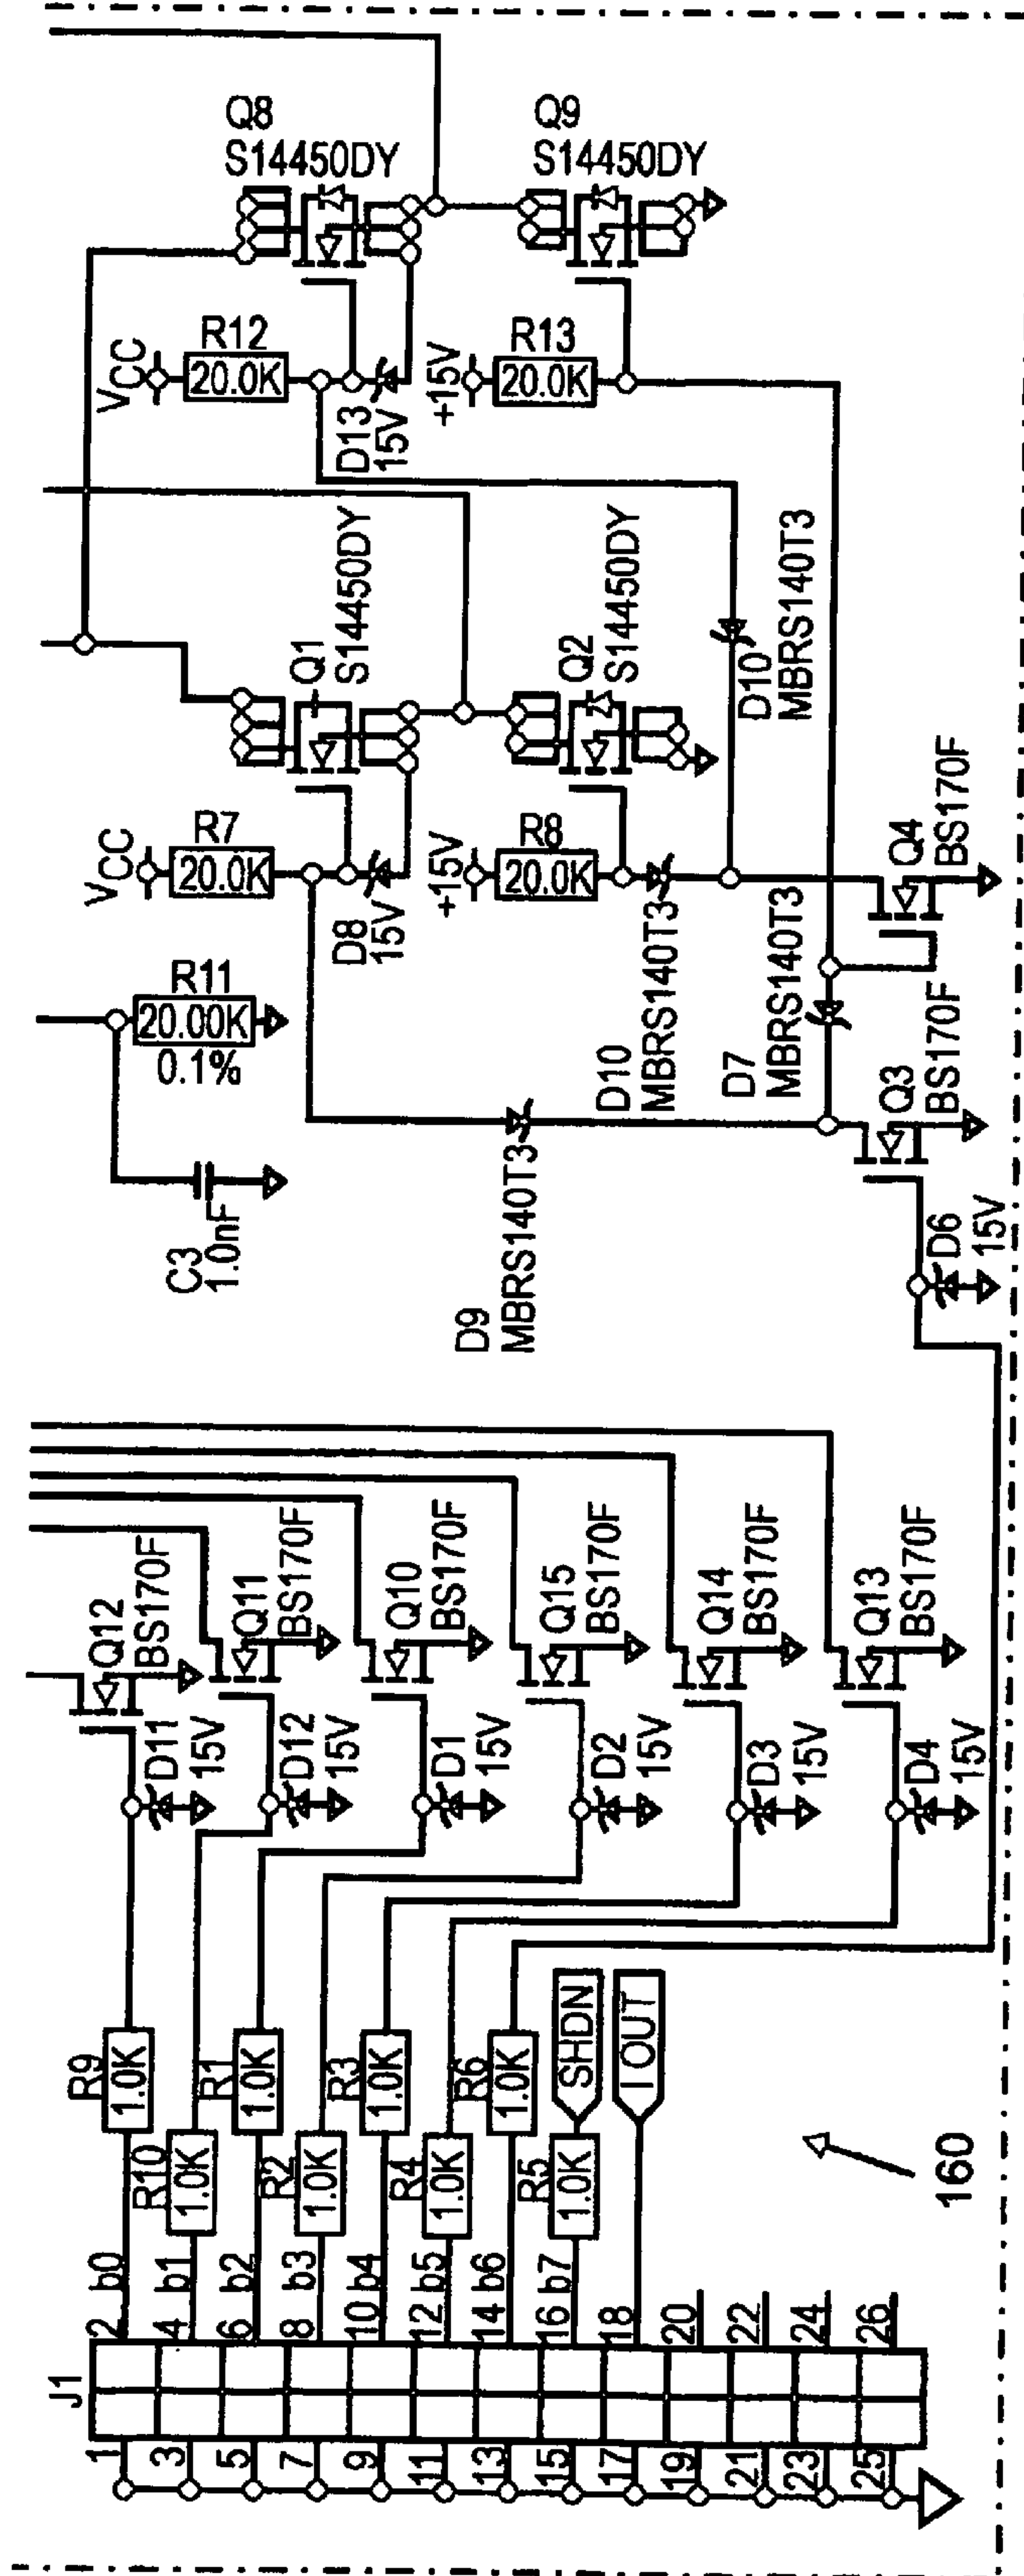 Q8
S14450DY
Q9
S14450DY
VCC
R12
20.0K
D13
15V
+15V
R13
20.0K
Q1
S14450DY
Q2
S14450DY
D10
MBRS140T3
VCC
R7
20.0K
D8
15V
+15V
R8
20.0K
D10
MBRS140T3
D7
MBRS140T3
Q4
BS170F
R11
20.00K
0.1%
C3
1.0nF
D9
MBRS140T3
Q3
BS170F
D6
15V
Q12
BS170F
D11
15V
Q11
BS170F
D12
15V
Q10
BS170F
D1
15V
Q15
BS170F
D2
15V
Q14
BS170F
D3
15V
Q13
BS170F
D4
15V
R9
1.0K
R10
1.0K
R1
1.0K
R2
1.0K
R3
1.0K
R4
1.0K
R6
1.0K
R5
1.0K
SHDN
I OUT
160
J1
2 b0
4 b1
6 b2
8 b3
10 b4
12 b5
14 b6
16 b7
18
20
22
24
26
1
3
5
7
9
11
13
15
17
19
21
23
25